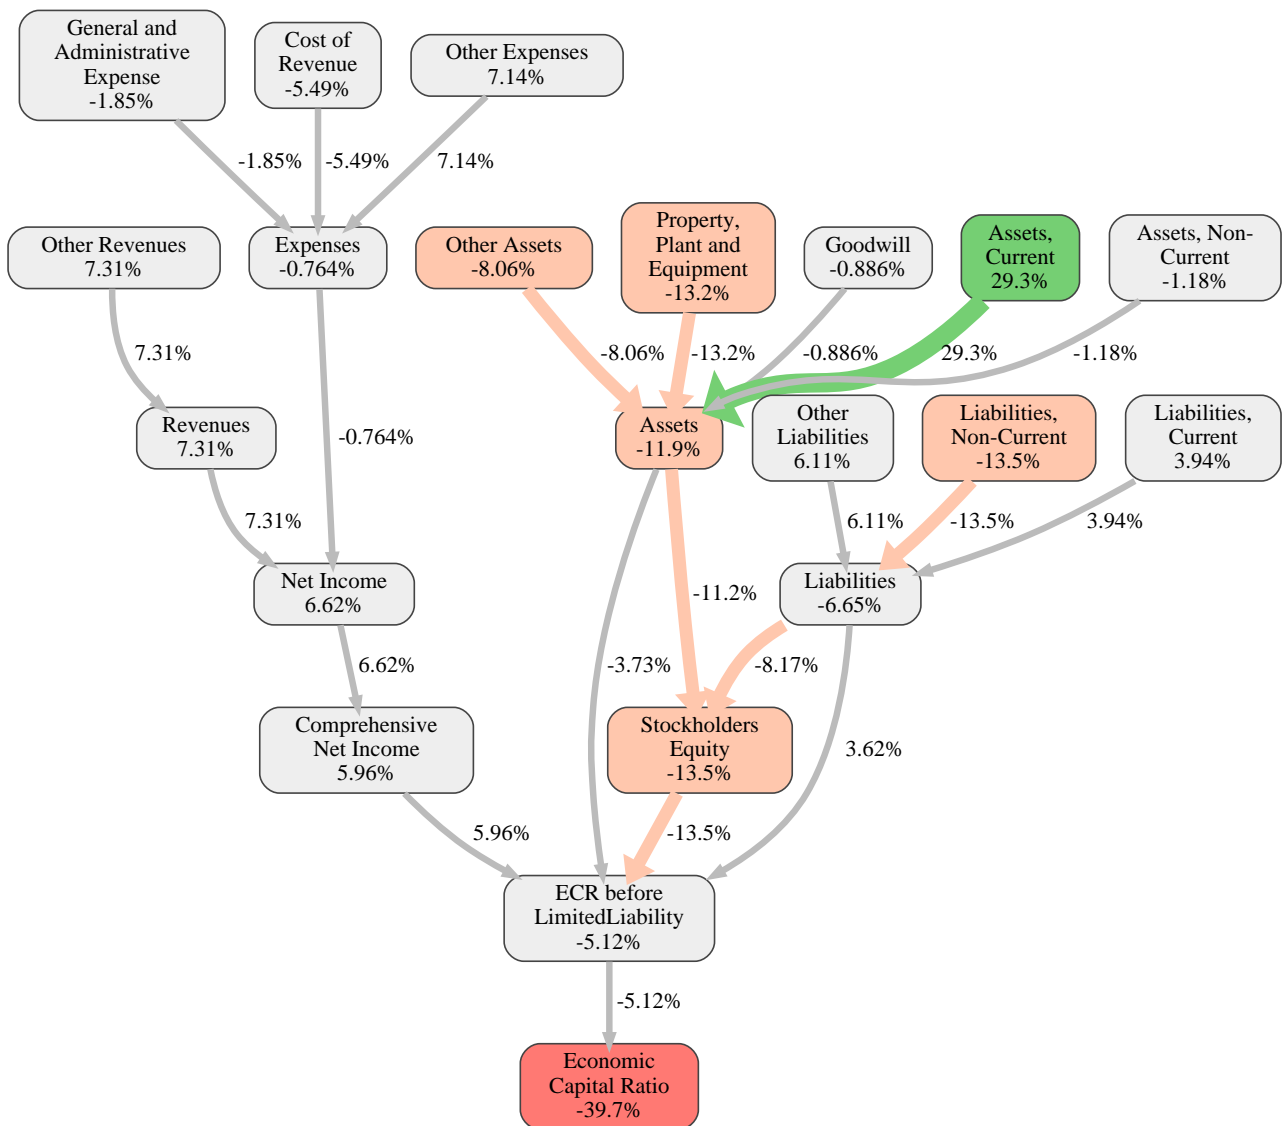 General and
Administrative
Expense
-1.85%
Cost of
Revenue
-5.49%
Other Expenses
7.14%
-1.85%
-5.49%
7.14%
Other Revenues
7.31%
Expenses
-0.764%
Other Assets
-8.06%
Property,
Plant and
Equipment
-13.2%
Goodwill
-0.886%
Assets,
Current
29.3%
Assets, Non-
Current
-1.18%
7.31%
-8.06%
-13.2%
-0.886%
29.3%
-1.18%
Revenues
7.31%
-0.764%
Assets
-11.9%
Other
Liabilities
6.11%
Liabilities,
Non-Current
-13.5%
Liabilities,
Current
3.94%
7.31%
6.11%
-13.5%
3.94%
Net Income
6.62%
-11.2%
Liabilities
-6.65%
6.62%
-3.73%
-8.17%
Comprehensive
Net Income
5.96%
Stockholders
Equity
-13.5%
3.62%
5.96%
-13.5%
ECR before
LimitedLiability
-5.12%
-5.12%
Economic
Capital Ratio
-39.7%